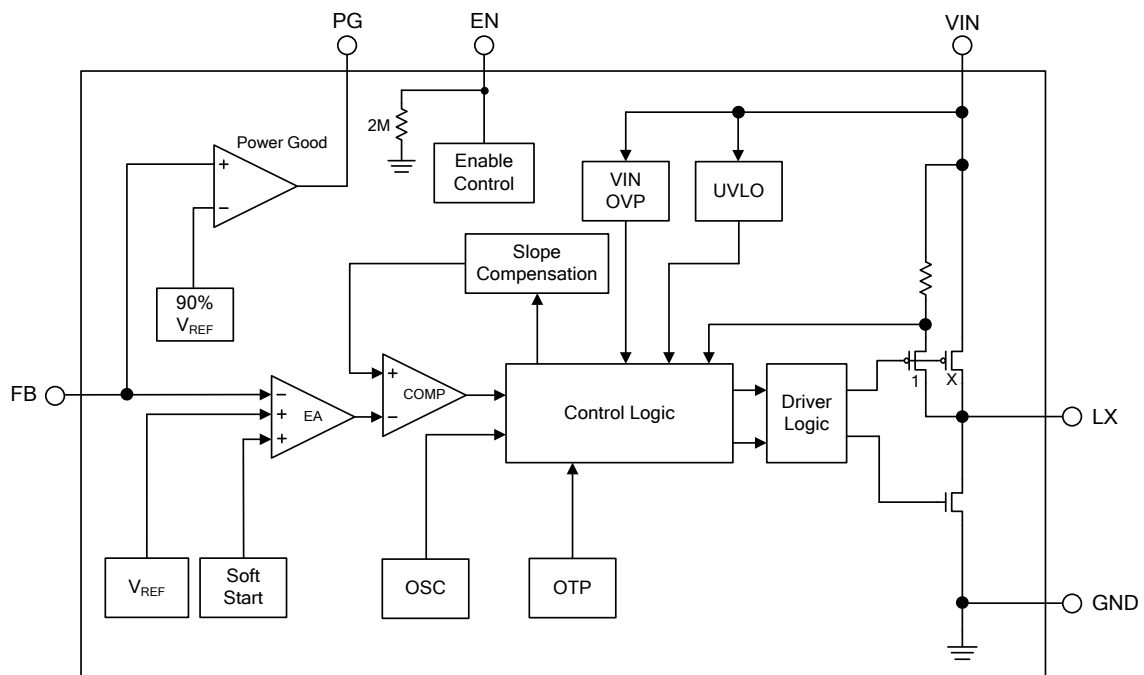 PG
EN
VIN
2M
Power Good
+
−
Enable
Control
VIN
OVP
UVLO
Slope
Compensation
90%
VREF
FB
+
−
COMP
−
+
+
EA
Control Logic
Driver
Logic
1
X
LX
VREF
Soft
Start
OSC
OTP
GND